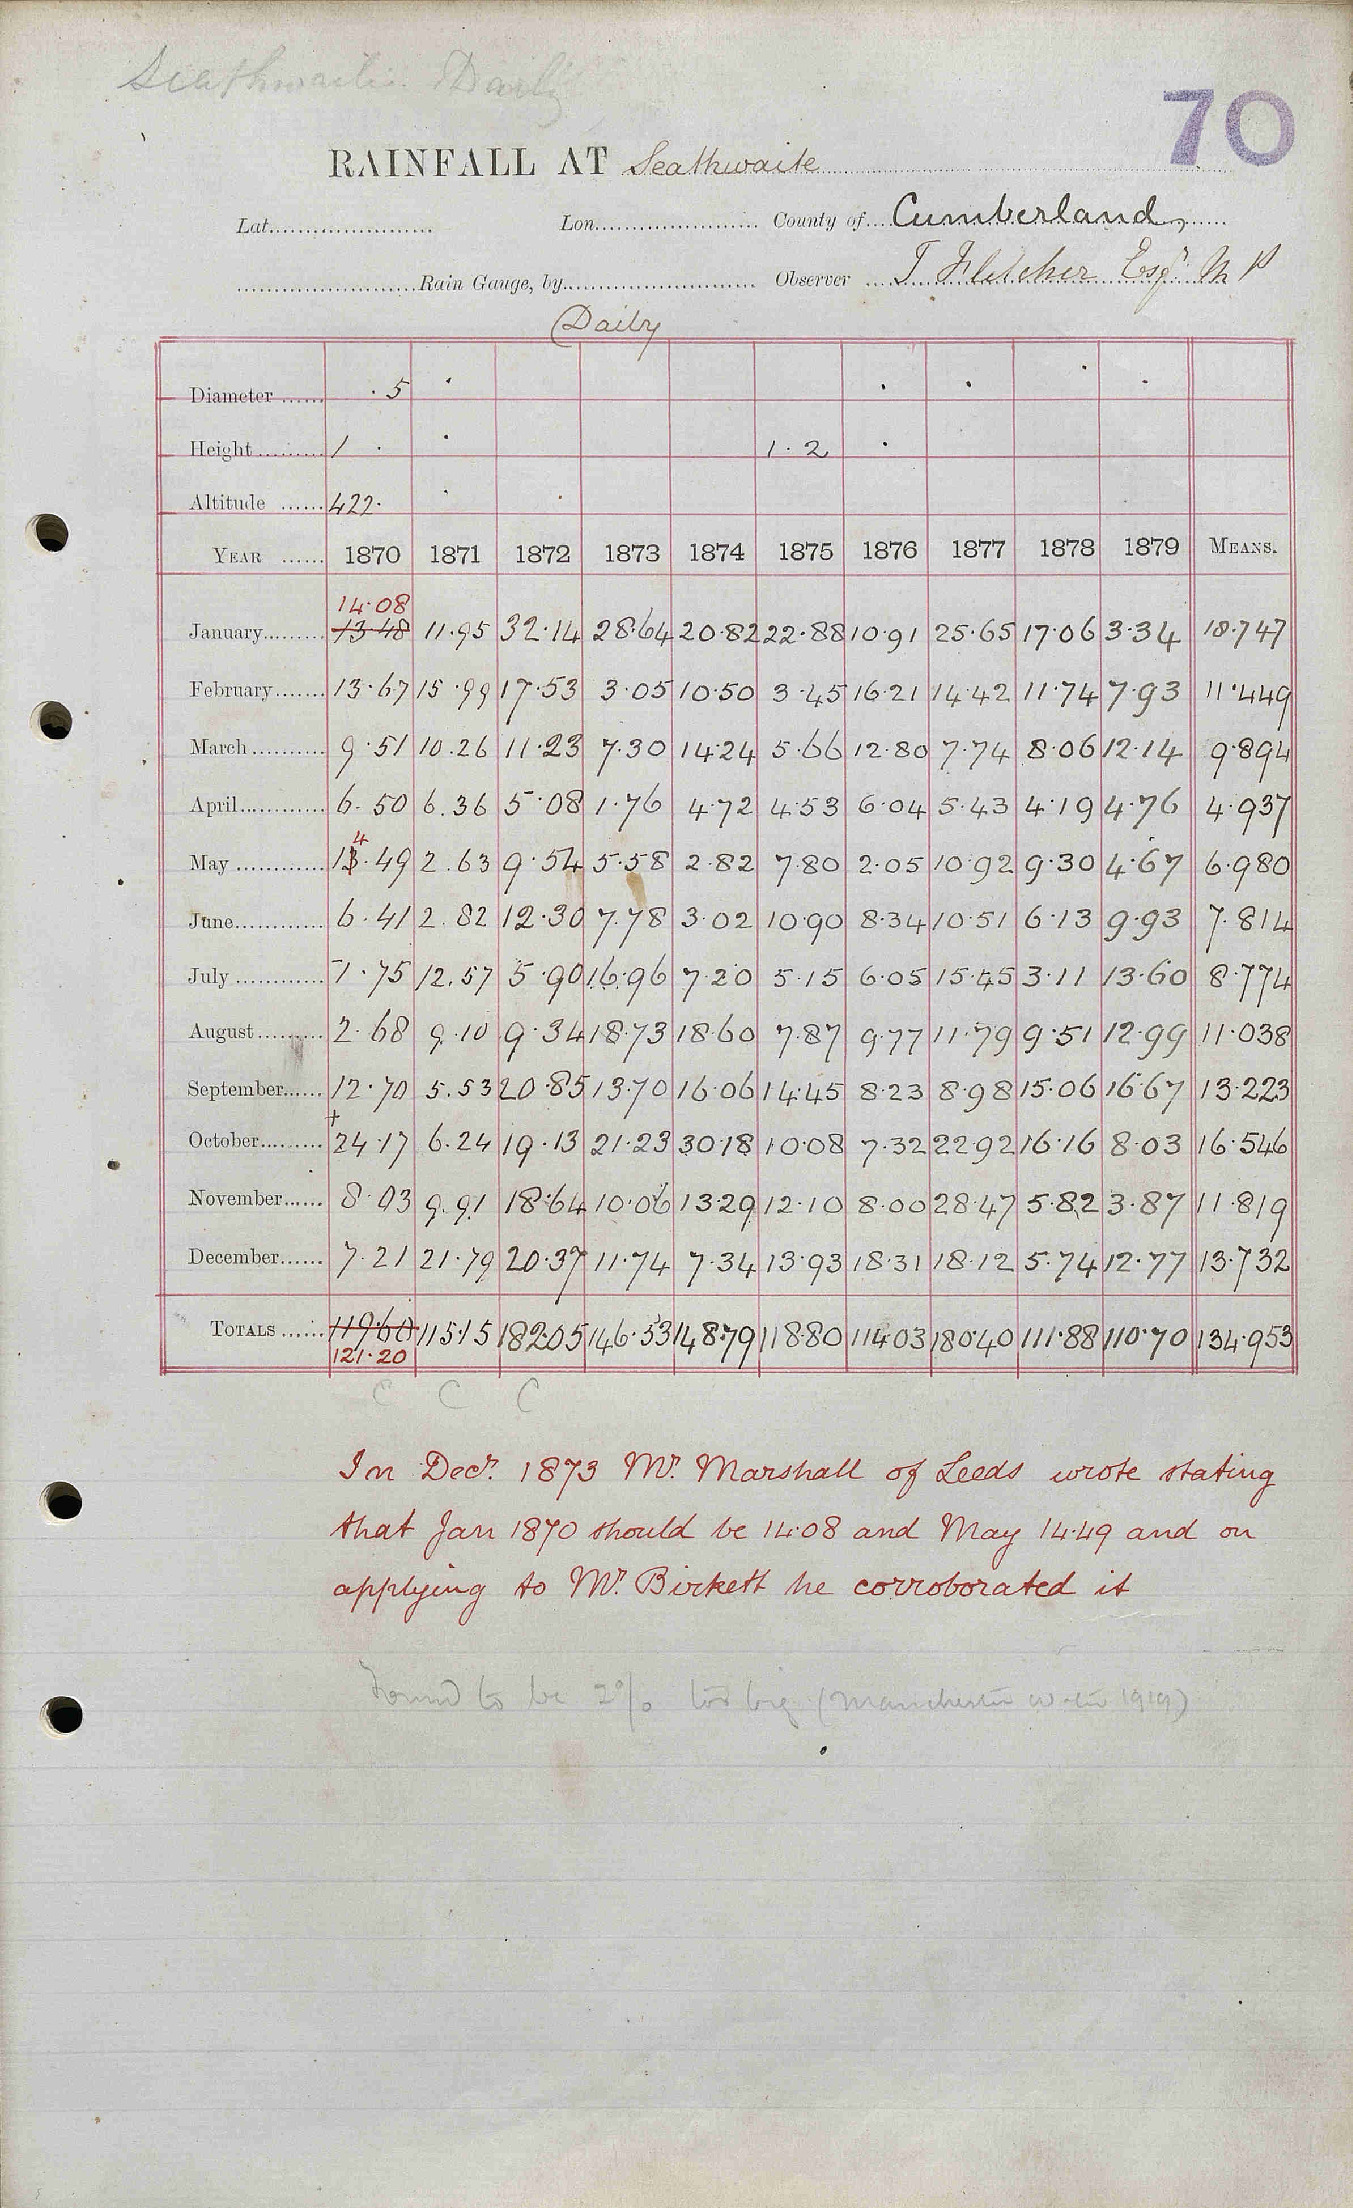 Seathwaite Daily
70
RAINFALL AT Seathwaite
Lat. Lon. County of Cumberland,
Rain Gauge, by Observer T Fletcher Esqr M P
Daily
Diameter . 5
Height 1 . 1.2
Altitude 422.
YEAR 1870 1871 1872 1873 1874 1875 1876 1877 1878 1879 MEANS.
14.08
January 13.48 11.95 32.14 28.64 20.82 22.88 10.91 25.65 17.06 3.34 18.747
February 13.67 15.99 17.53 3.05 10.50 3.45 16.21 14.42 11.74 7.93 11.449
March 9.51 10.26 11.23 7.30 14.24 5.66 12.80 7.74 8.06 12.14 9.894
April 6.50 6.36 5.08 1.76 4.72 4.53 6.04 5.43 4.19 4.76 4.937
4
May 13.49 2.63 9.54 5.58 2.82 7.80 2.05 10.92 9.30 4.67 6.980
June 6.41 2.82 12.30 7.78 3.02 10.90 8.34 10.51 6.13 9.93 7.814
July 1.75 12.57 5.90 16.96 7.20 5.15 6.05 15.45 3.11 13.60 8.774
August 2.68 9.10 9.34 18.73 18.60 7.87 9.77 11.79 9.51 12.99 11.038
September 12.70 5.53 20.85 13.70 16.06 14.45 8.23 8.98 15.06 16.67 13.223
+
October 24.17 6.24 19.13 21.23 30.18 10.08 7.32 22.92 16.16 8.03 16.546
November 8.03 9.91 18.64 10.06 13.29 12.10 8.00 28.47 5.82 3.87 11.819
December 7.21 21.79 20.37 11.74 7.34 13.93 18.31 18.12 5.74 12.77 13.732
TOTALS 119.60 115.15 182.05 146.53 148.79 118.80 114.03 180.40 111.88 110.70 134.953
121.20
C C C
In Decr. 1873 Mr. Marshall of Leeds wrote stating
that Jan 1870 should be 14.08 and May 14.49 and on
applying to Mr. Birkett he corroborated it
Found to be 2% too big (Manchester 1919)